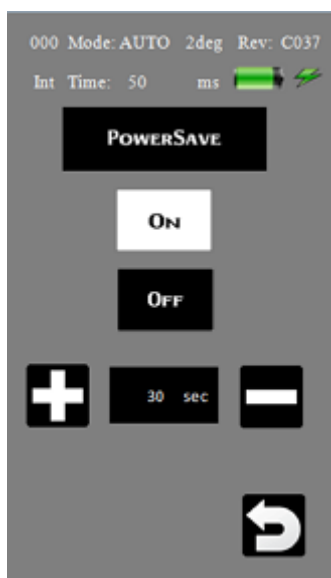 000 Mode: AUTO 2deg Rev: C037
Int Time: 50 ms
PowerSave
On
Off
30 sec